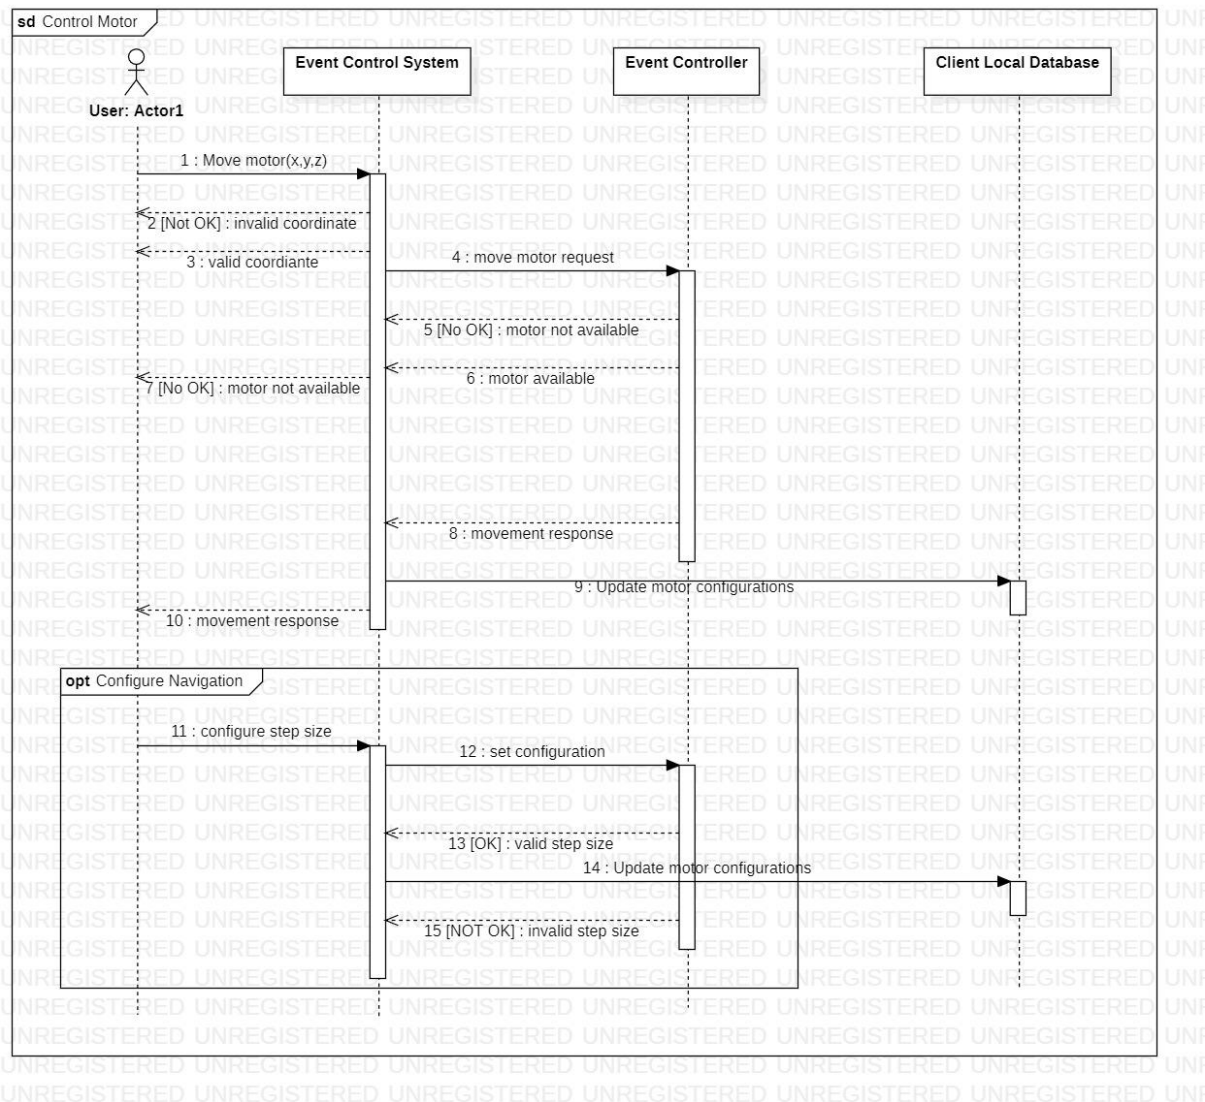 sd Control Motor
Event Control System
Event Controller
Client Local Database
User: Actor1
1 : Move motor(x,y,z)
2 [Not OK] : invalid coordinate
3 : valid coordiante
4 : move motor request
5 [No OK] : motor not available
6 : motor available
7 [No OK] : motor not available
8 : movement response
9 : Update motor configurations
10 : movement response
opt Configure Navigation
11 : configure step size
12 : set configuration
13 [OK] : valid step size
14 : Update motor configurations
15 [NOT OK] : invalid step size
UNREGISTERED